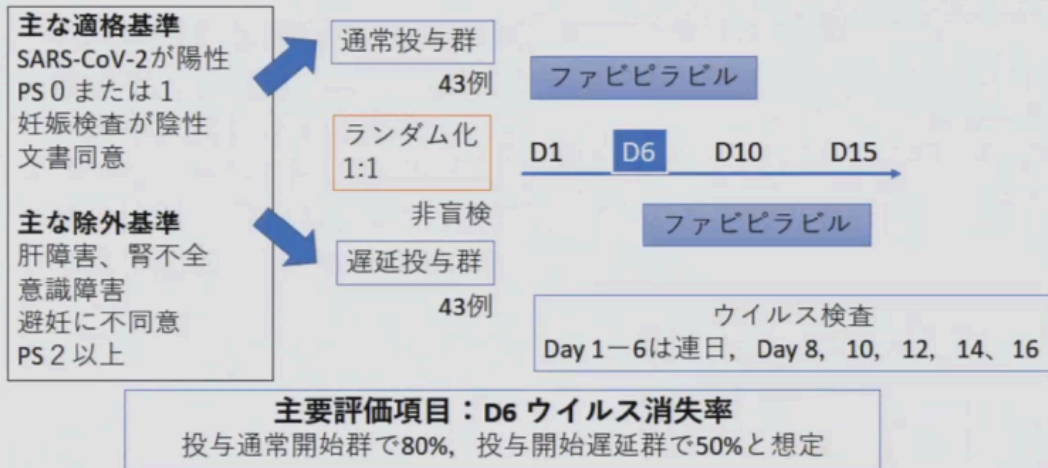 主な適格基準
SARS-CoV-2が陽性
PS 0 または 1
妊娠検査が陰性
文書同意
主な除外基準
肝障害、腎不全
意識障害
避妊に不同意
PS 2 以上
通常投与群
43例
ランダム化
1:1
非盲検
遅延投与群
43例
ファビピラビル
D1 D6 D10 D15
ファビピラビル
ウイルス検査
Day 1－6は連日，Day 8，10，12，14、16
主要評価項目：D6 ウイルス消失率
投与通常開始群で80%，投与開始遅延群で50%と想定